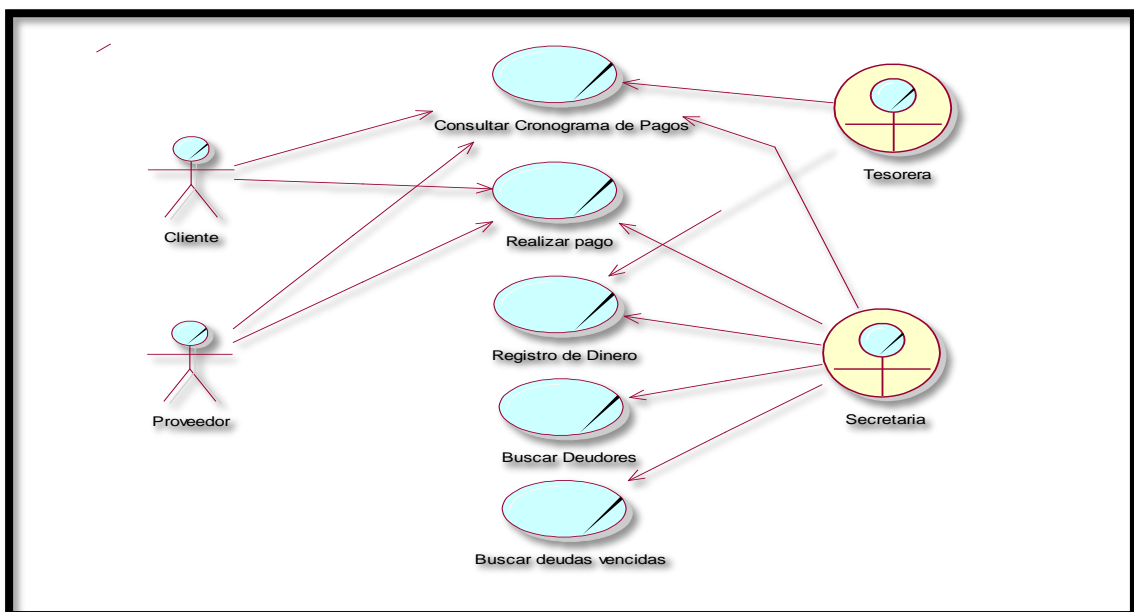 Consultar Cronograma de Pagos
Tesorera
Cliente
Realizar pago
Registro de Dinero
Proveedor
Secretaria
Buscar Deudores
Buscar deudas vencidas